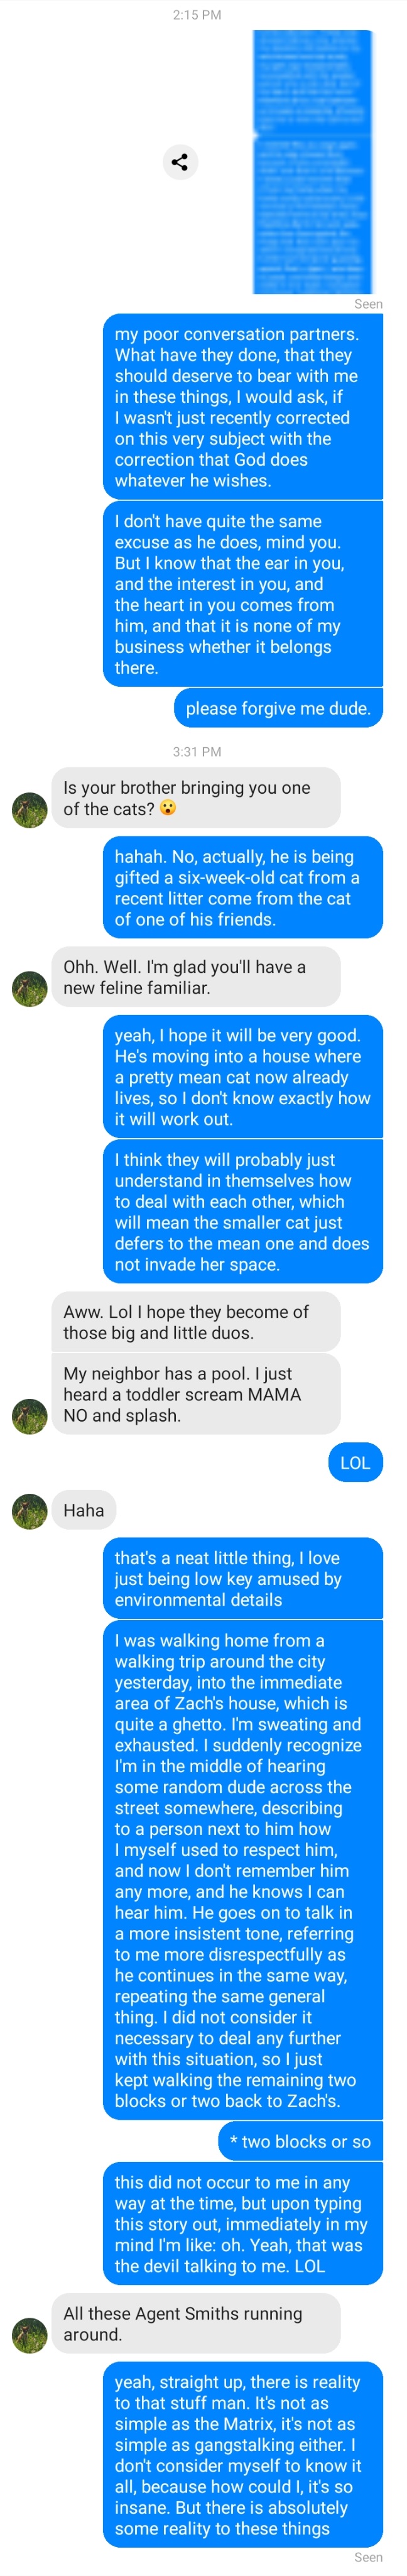 2:15 PM
Seen
my poor conversation partners.
What have they done, that they
should deserve to bear with me
in these things, I would ask, if
I wasn't just recently corrected
on this very subject with the
correction that God does
whatever he wishes.
I don't have quite the same
excuse as he does, mind you.
But I know that the ear in you,
and the interest in you, and
the heart in you comes from
him, and that it is none of my
business whether it belongs
there.
please forgive me dude.
3:31 PM
Is your brother bringing you one
of the cats? 😮
hahah. No, actually, he is being
gifted a six-week-old cat from a
recent litter come from the cat
of one of his friends.
Ohh. Well. I'm glad you'll have a
new feline familiar.
yeah, I hope it will be very good.
He's moving into a house where
a pretty mean cat now already
lives, so I don't know exactly how
it will work out.
I think they will probably just
understand in themselves how
to deal with each other, which
will mean the smaller cat just
defers to the mean one and does
not invade her space.
Aww. Lol I hope they become of
those big and little duos.
My neighbor has a pool. I just
heard a toddler scream MAMA
NO and splash.
LOL
Haha
that's a neat little thing, I love
just being low key amused by
environmental details
I was walking home from a
walking trip around the city
yesterday, into the immediate
area of Zach's house, which is
quite a ghetto. I'm sweating and
exhausted. I suddenly recognize
I'm in the middle of hearing
some random dude across the
street somewhere, describing
to a person next to him how
I myself used to respect him,
and now I don't remember him
any more, and he knows I can
hear him. He goes on to talk in
a more insistent tone, referring
to me more disrespectfully as
he continues in the same way,
repeating the same general
thing. I did not consider it
necessary to deal any further
with this situation, so I just
kept walking the remaining two
blocks or two back to Zach's.
* two blocks or so
this did not occur to me in any
way at the time, but upon typing
this story out, immediately in my
mind I'm like: oh. Yeah, that was
the devil talking to me. LOL
All these Agent Smiths running
around.
yeah, straight up, there is reality
to that stuff man. It's not as
simple as the Matrix, it's not as
simple as gangstalking either. I
don't consider myself to know it
all, because how could I, it's so
insane. But there is absolutely
some reality to these things
Seen